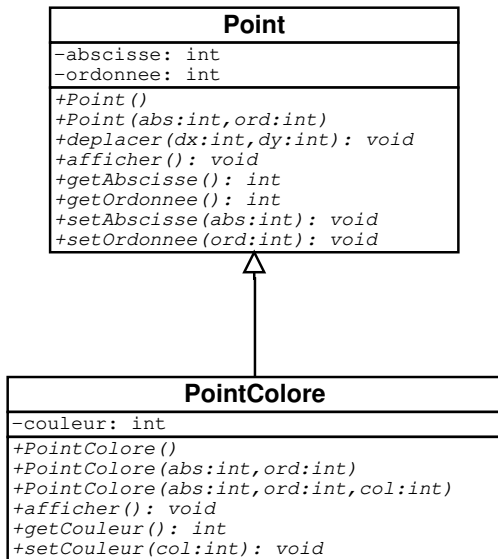 Point
-abscisse: int
-ordonnee: int
+Point()
+Point(abs:int,ord:int)
+deplacer(dx:int,dy:int): void
+afficher(): void
+getAbscisse(): int
+getOrdonnee(): int
+setAbscisse(abs:int): void
+setOrdonnee(ord:int): void
PointColore
-couleur: int
+PointColore()
+PointColore(abs:int,ord:int)
+PointColore(abs:int,ord:int,col:int)
+afficher(): void
+getCouleur(): int
+setCouleur(col:int): void